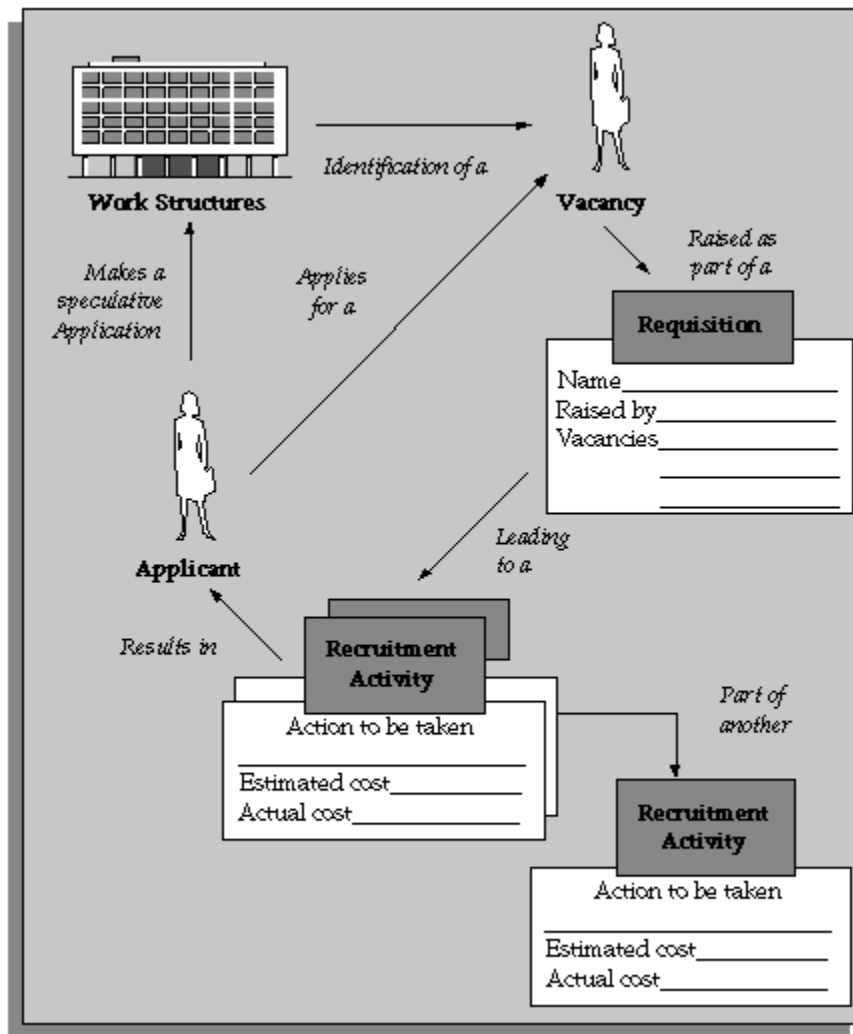 Work Structures
Identification of a
Vacancy
Makes a
speculative
Application
Applies
for a
Raised as
part of a
Requisition
Name
Raised by
Vacancies
Applicant
Leading
to a
Results in
Recruitment
Activity
Action to be taken
Estimated cost
Actual cost
Part of
another
Recruitment
Activity
Action to be taken
Estimated cost
Actual cost